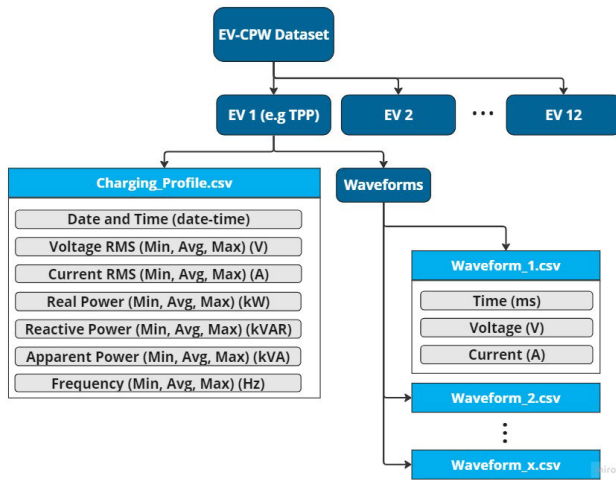 EV-CPW Dataset
EV 1 (e.g TPP)
EV 2
...
EV 12
Charging_Profile.csv
Date and Time (date-time)
Voltage RMS (Min, Avg, Max) (V)
Current RMS (Min, Avg, Max) (A)
Real Power (Min, Avg, Max) (kW)
Reactive Power (Min, Avg, Max) (kVAR)
Apparent Power (Min, Avg, Max) (kVA)
Frequency (Min, Avg, Max) (Hz)
Waveforms
Waveform_1.csv
Time (ms)
Voltage (V)
Current (A)
Waveform_2.csv
Waveform_x.csv